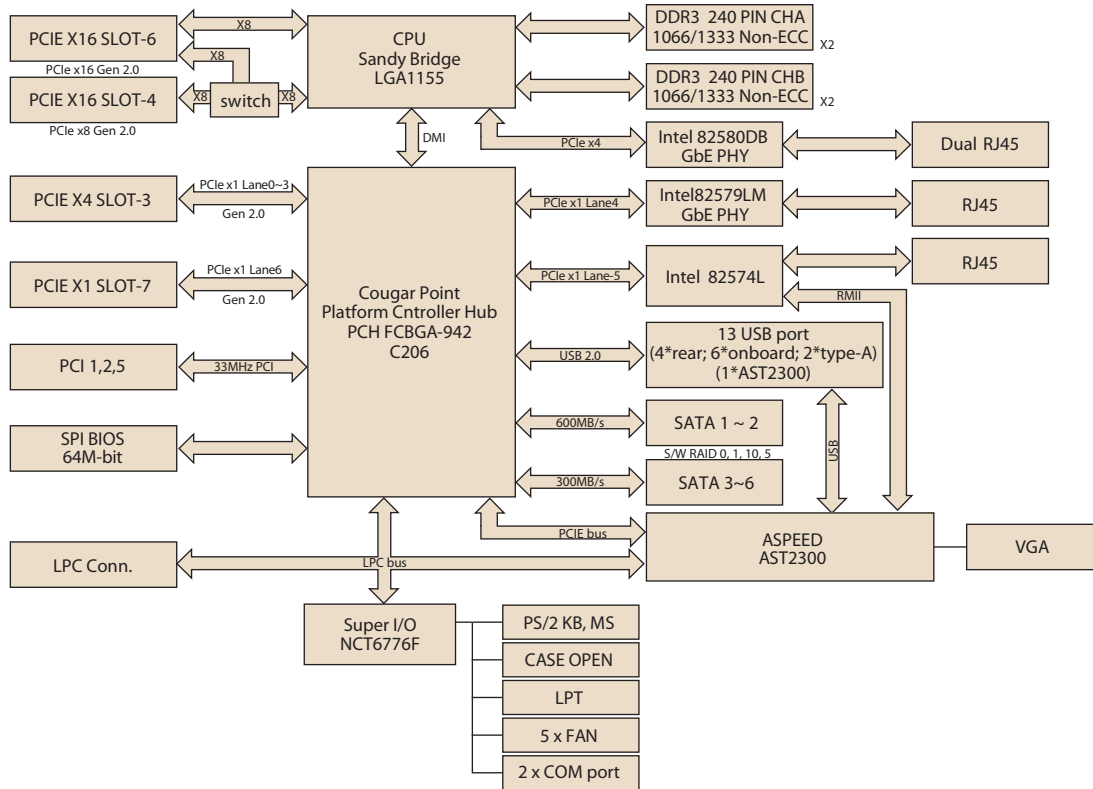 PCIE X16 SLOT-6
PCIe x16 Gen 2.0
PCIE X16 SLOT-4
PCIe x8 Gen 2.0
X8
X8
X8
switch
X8
CPU
Sandy Bridge
LGA1155
DDR3 240 PIN CHA
1066/1333 Non-ECC
X2
DDR3 240 PIN CHB
1066/1333 Non-ECC
X2
DMI
PCIe x4
Intel 82580DB
GbE PHY
Dual RJ45
PCIE X4 SLOT-3
PCIe x1 Lane0~3
Gen 2.0
PCIe x1 Lane4
Intel82579LM
GbE PHY
RJ45
PCIE X1 SLOT-7
PCIe x1 Lane6
Gen 2.0
Cougar Point
Platform Cntroller Hub
PCH FCBGA-942
C206
PCIe x1 Lane-5
Intel 82574L
RJ45
RMII
PCI 1,2,5
33MHz PCI
USB 2.0
13 USB port
(4*rear; 6*onboard; 2*type-A)
(1*AST2300)
SPI BIOS
64M-bit
600MB/s
SATA 1 ~ 2
S/W RAID 0, 1, 10, 5
300MB/s
SATA 3~6
USB
PCIE bus
ASPEED
AST2300
VGA
LPC Conn.
LPC bus
Super I/O
NCT6776F
PS/2 KB, MS
CASE OPEN
LPT
5 x FAN
2 x COM port